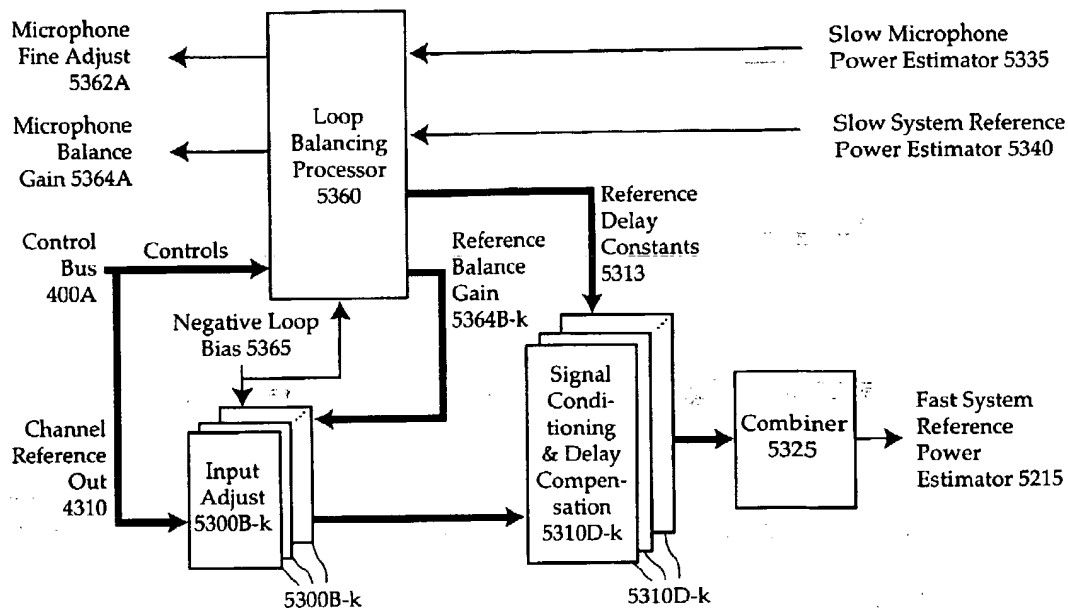 Microphone
Fine Adjust
5362A
Microphone
Balance
Gain 5364A
Loop
Balancing
Processor
5360
Slow Microphone
Power Estimator 5335
Slow System Reference
Power Estimator 5340
Control
Bus
400A
Controls
Reference
Balance
Gain
5364B-k
Reference
Delay
Constants
5313
Negative Loop
Bias 5365
Channel
Reference
Out
4310
Input
Adjust
5300B-k
5300B-k
Signal
Condi-
tioning
& Delay
Compen-
sation
5310D-k
5310D-k
Combiner
5325
Fast System
Reference
Power
Estimator 5215